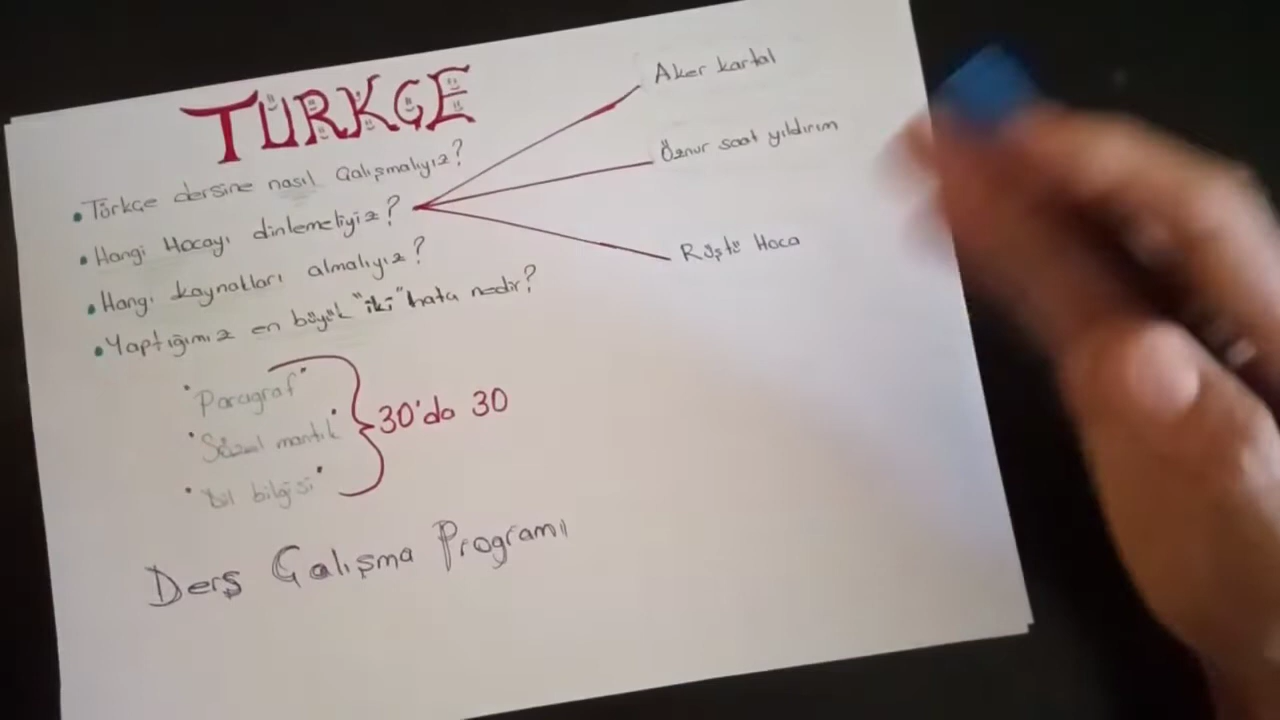 TÜRKÇE
• Türkçe dersine nasıl Çalışmalıyız?
• Hangi Hocayı dinlemeliyiz?
Aker kartal
Öznur saat yıldırım
Rüştü Hoca
• Hangi kaynakları almalıyız?
• Yaptığımız en büyük "iki" hata nedir?
"Paragraf"
"Sözel mantık"
"Dil bilgisi"
30'da 30
Ders Çalışma Programı